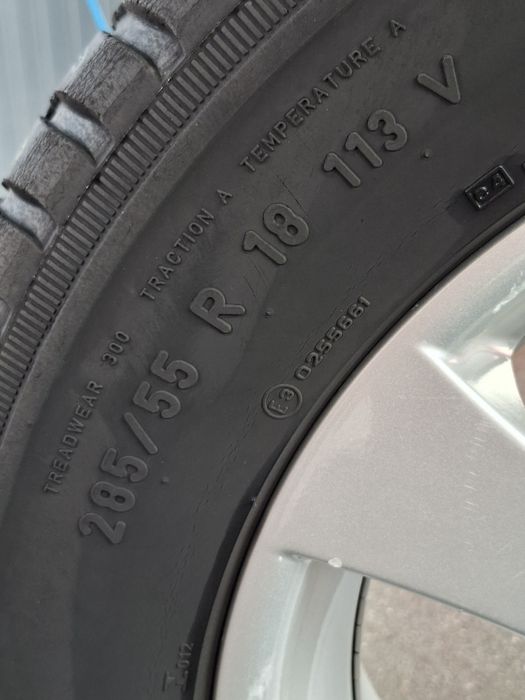 TREADWEAR 300 TRACTION A TEMPERATURE A
285/55 R 18 113 V
E3 0255661